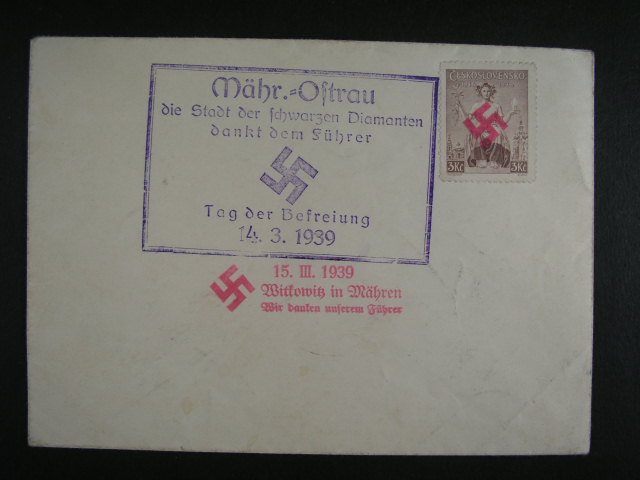 Mähr.-Ostrau
die Stadt der schwarzen Diamanten
dankt dem Führer
Tag der Befreiung
14. 3. 1939
ČESKOSLOVENSKO
3Kč 3Kč
15. III. 1939
Witkowitz in Mähren
Wir danken unserem Führer